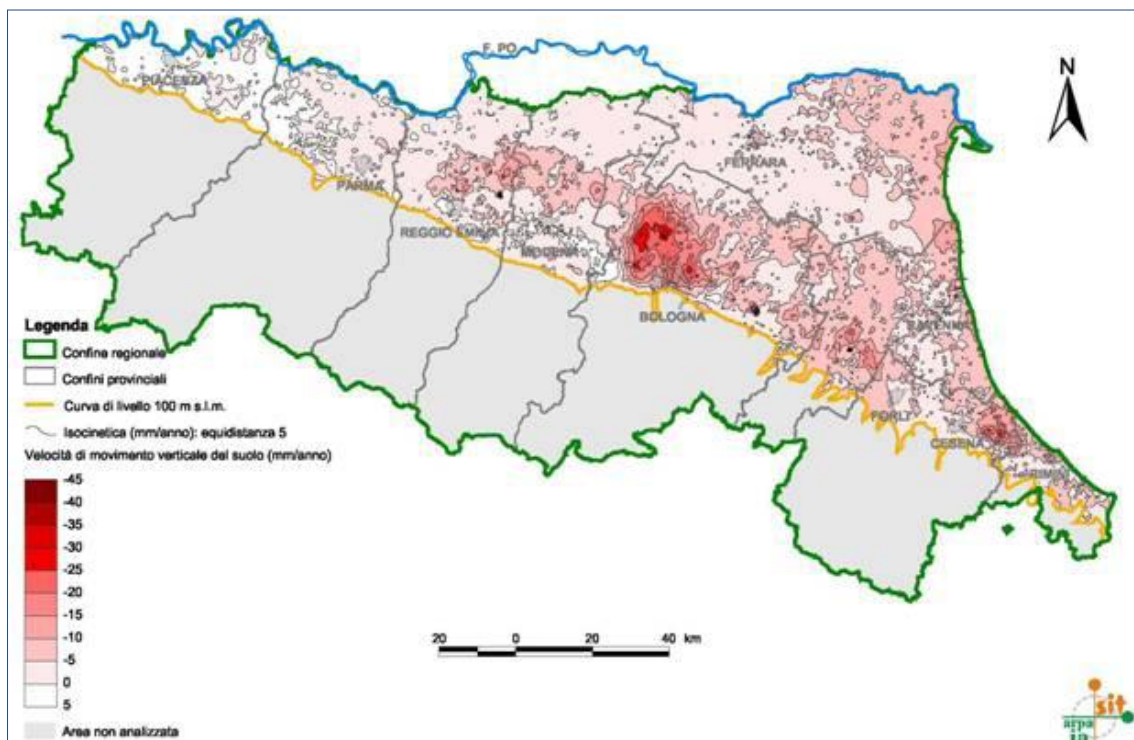 F. PO
N
PIACENZA
FERRARA
PARMA
REGGIO EMILIA
MODENA
BOLOGNA
RAVENNA
FORLI'
CESENA
RIMINI
Legenda
Confine regionale
Confini provinciali
Curva di livello 100 m s.l.m.
Isocinetica (mm/anno): equidistanza 5
Velocità di movimento verticale del suolo (mm/anno)
-45
-40
-35
-30
-25
-20
-15
-10
-5
0
5
Area non analizzata
20 0 20 40 km
sit
arpa